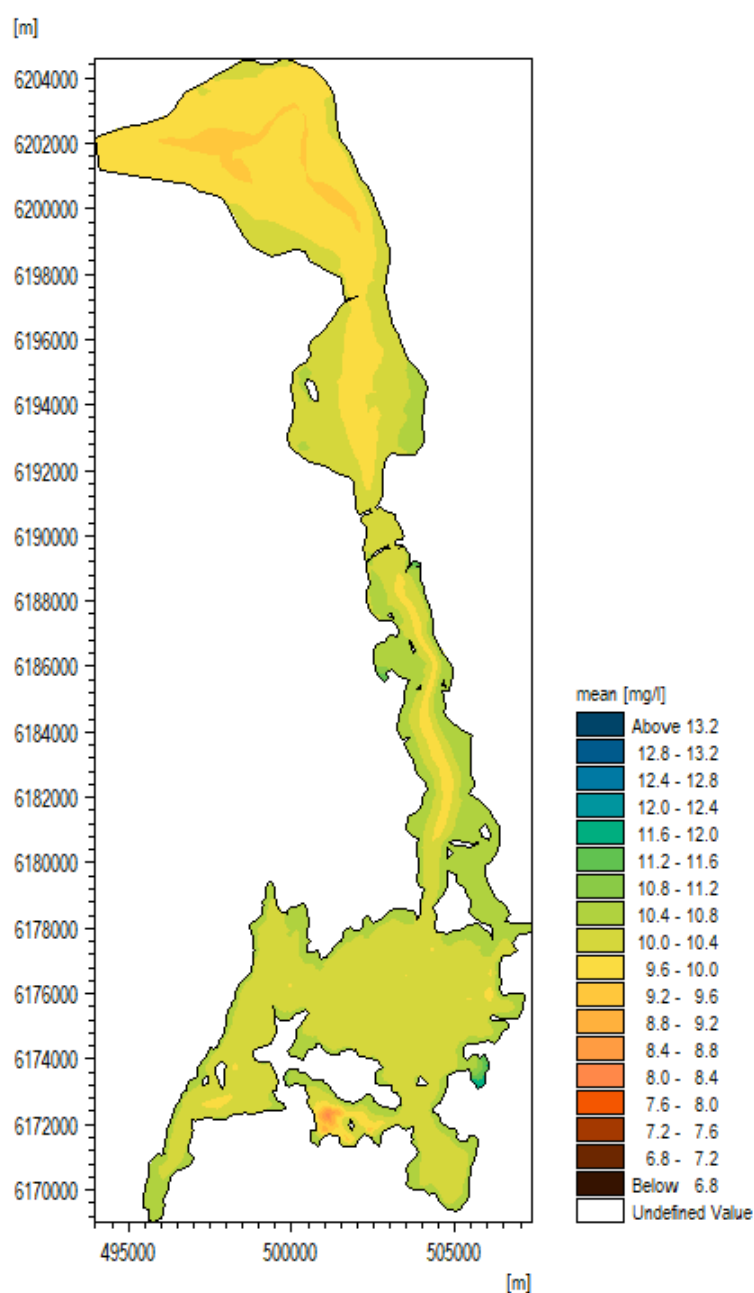 [m]
6204000
6202000
6200000
6198000
6196000
6194000
6192000
6190000
6188000
6186000
6184000
6182000
6180000
6178000
6176000
6174000
6172000
6170000
495000 500000 505000
[m]
mean [mg/l]
Above 13.2
12.8 - 13.2
12.4 - 12.8
12.0 - 12.4
11.6 - 12.0
11.2 - 11.6
10.8 - 11.2
10.4 - 10.8
10.0 - 10.4
9.6 - 10.0
9.2 - 9.6
8.8 - 9.2
8.4 - 8.8
8.0 - 8.4
7.6 - 8.0
7.2 - 7.6
6.8 - 7.2
Below 6.8
Undefined Value